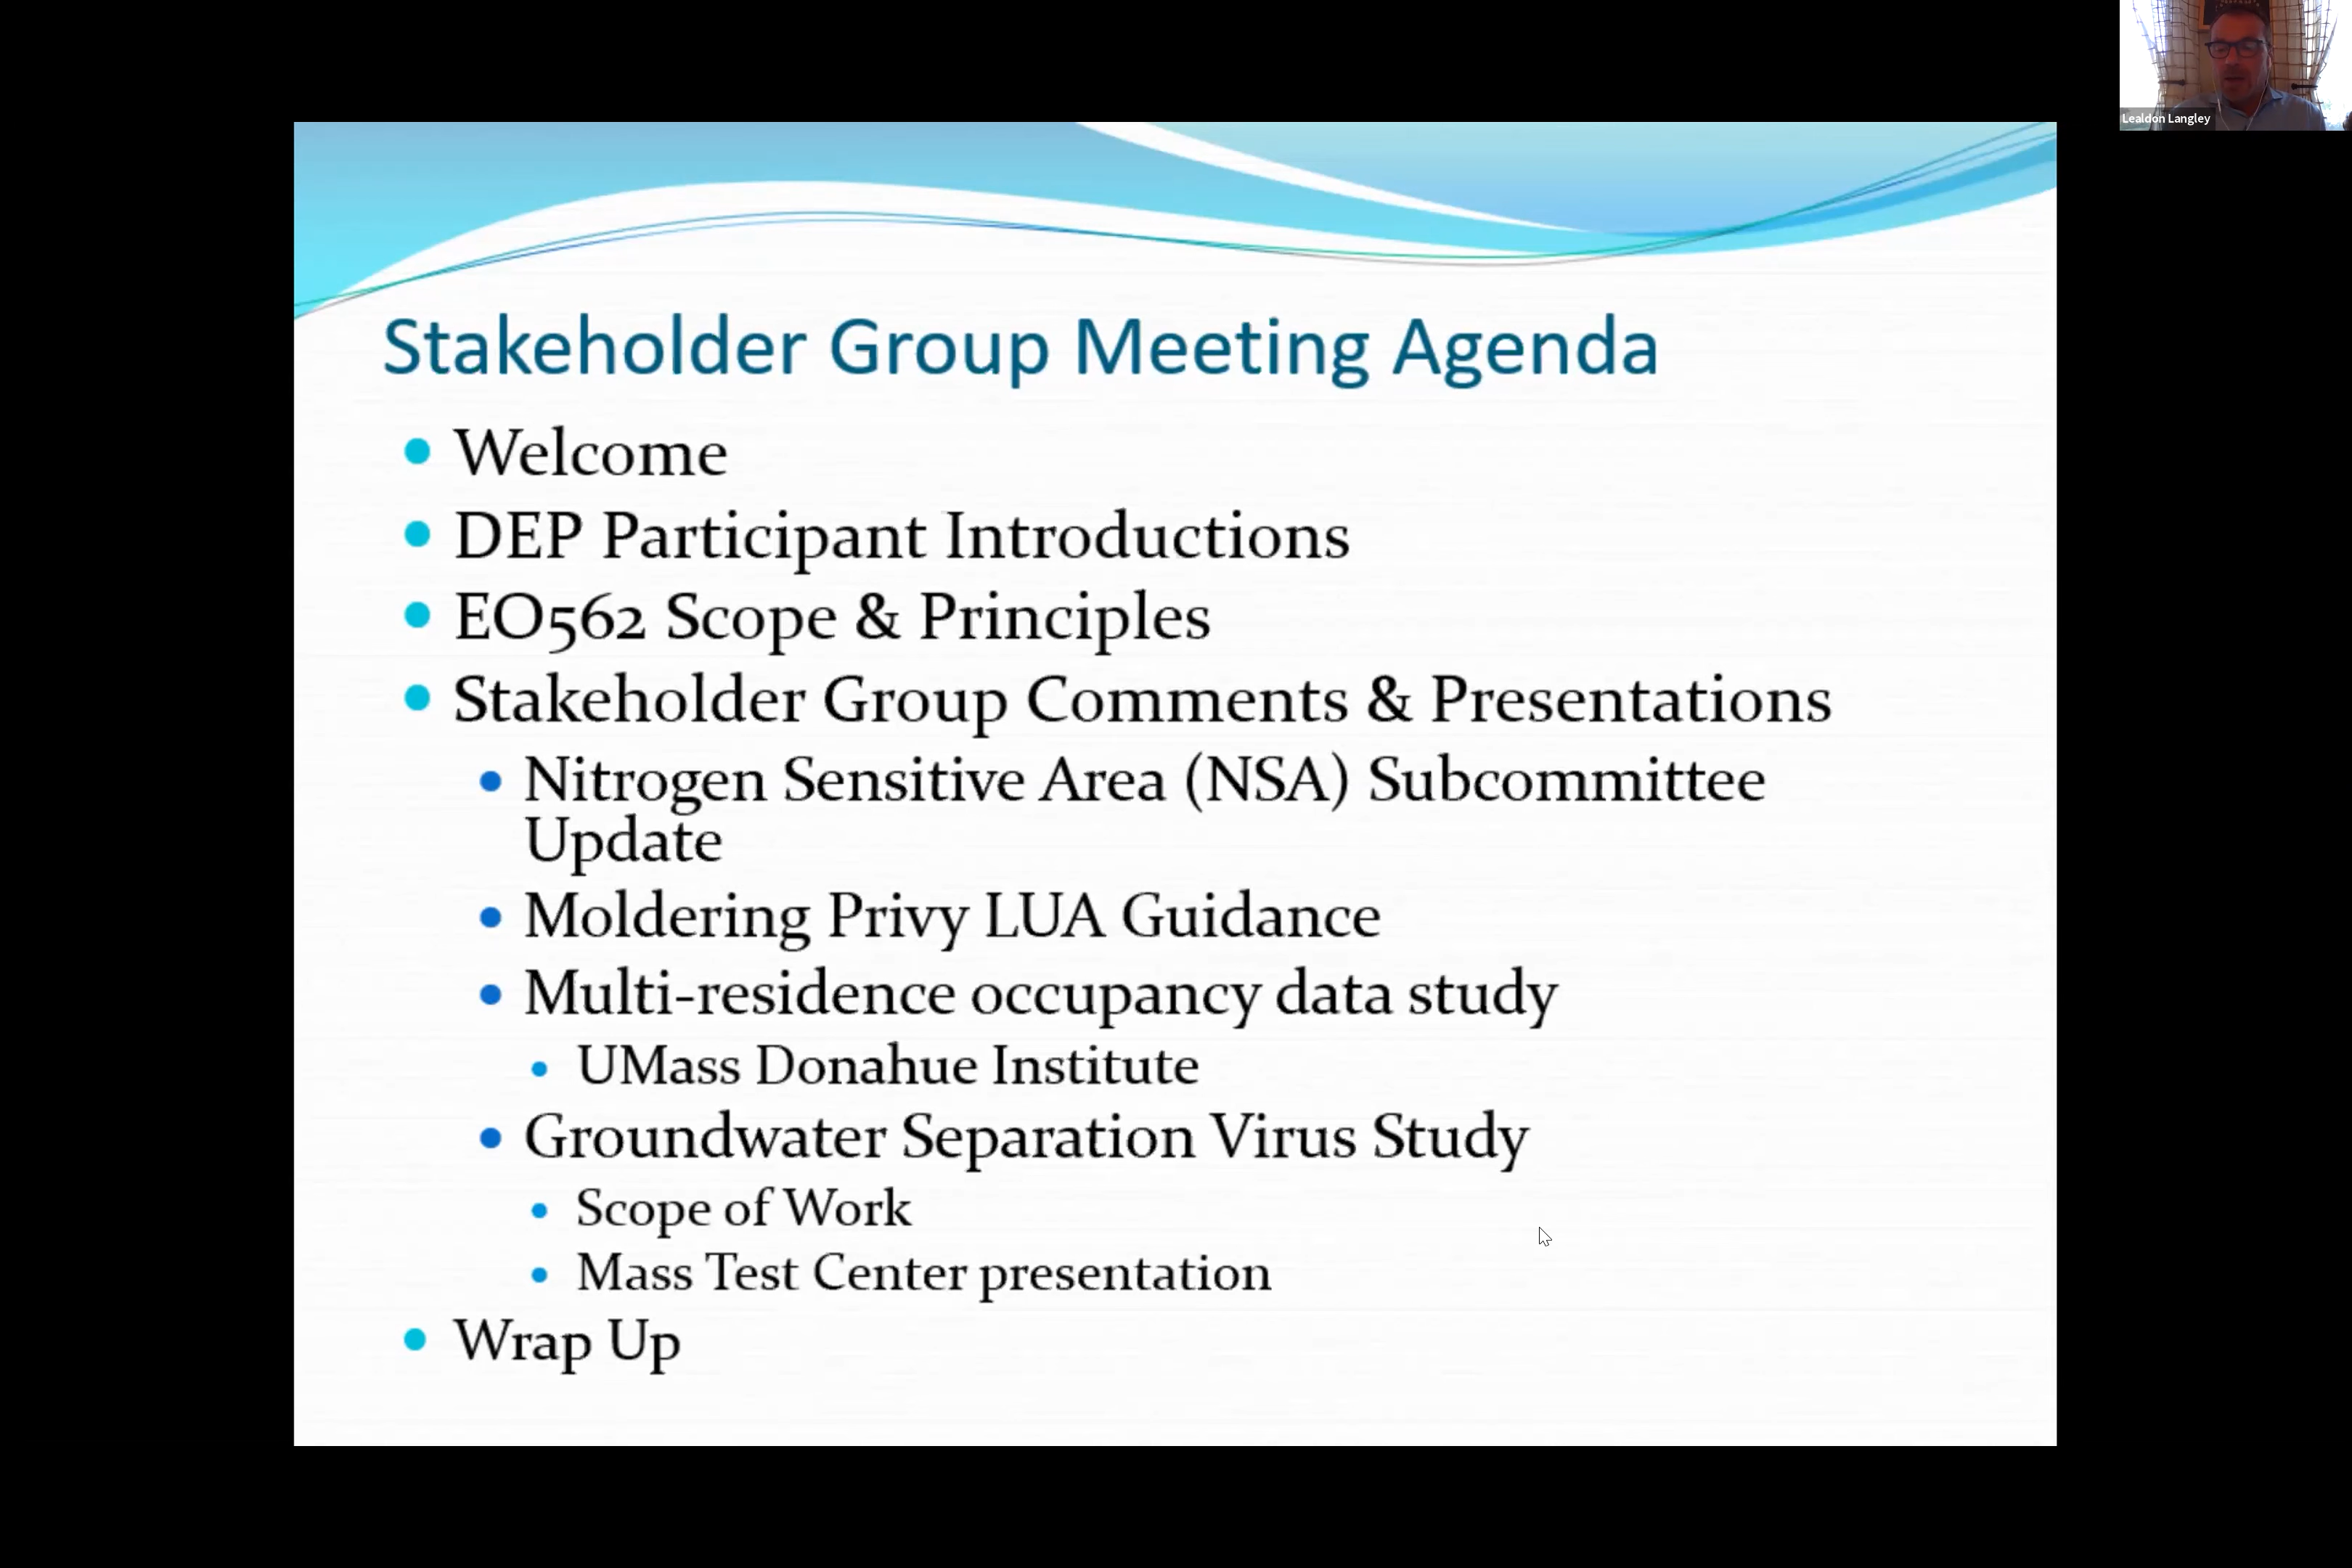 Lealdon Langley
Stakeholder Group Meeting Agenda
Welcome
DEP Participant Introductions
EO562 Scope & Principles
Stakeholder Group Comments & Presentations
Nitrogen Sensitive Area (NSA) Subcommittee
Update
Moldering Privy LUA Guidance
Multi-residence occupancy data study
UMass Donahue Institute
Groundwater Separation Virus Study
Scope of Work
Mass Test Center presentation
Wrap Up